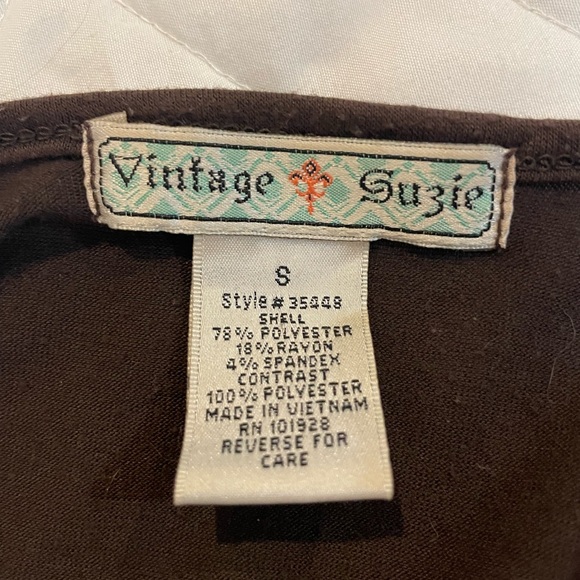 Vintage Suzie
S
Style# 35448
SHELL
78% POLYESTER
18% RAYON
4% SPANDEX
CONTRAST
100% POLYESTER
MADE IN VIETNAM
RN 101928
REVERSE FOR
CARE